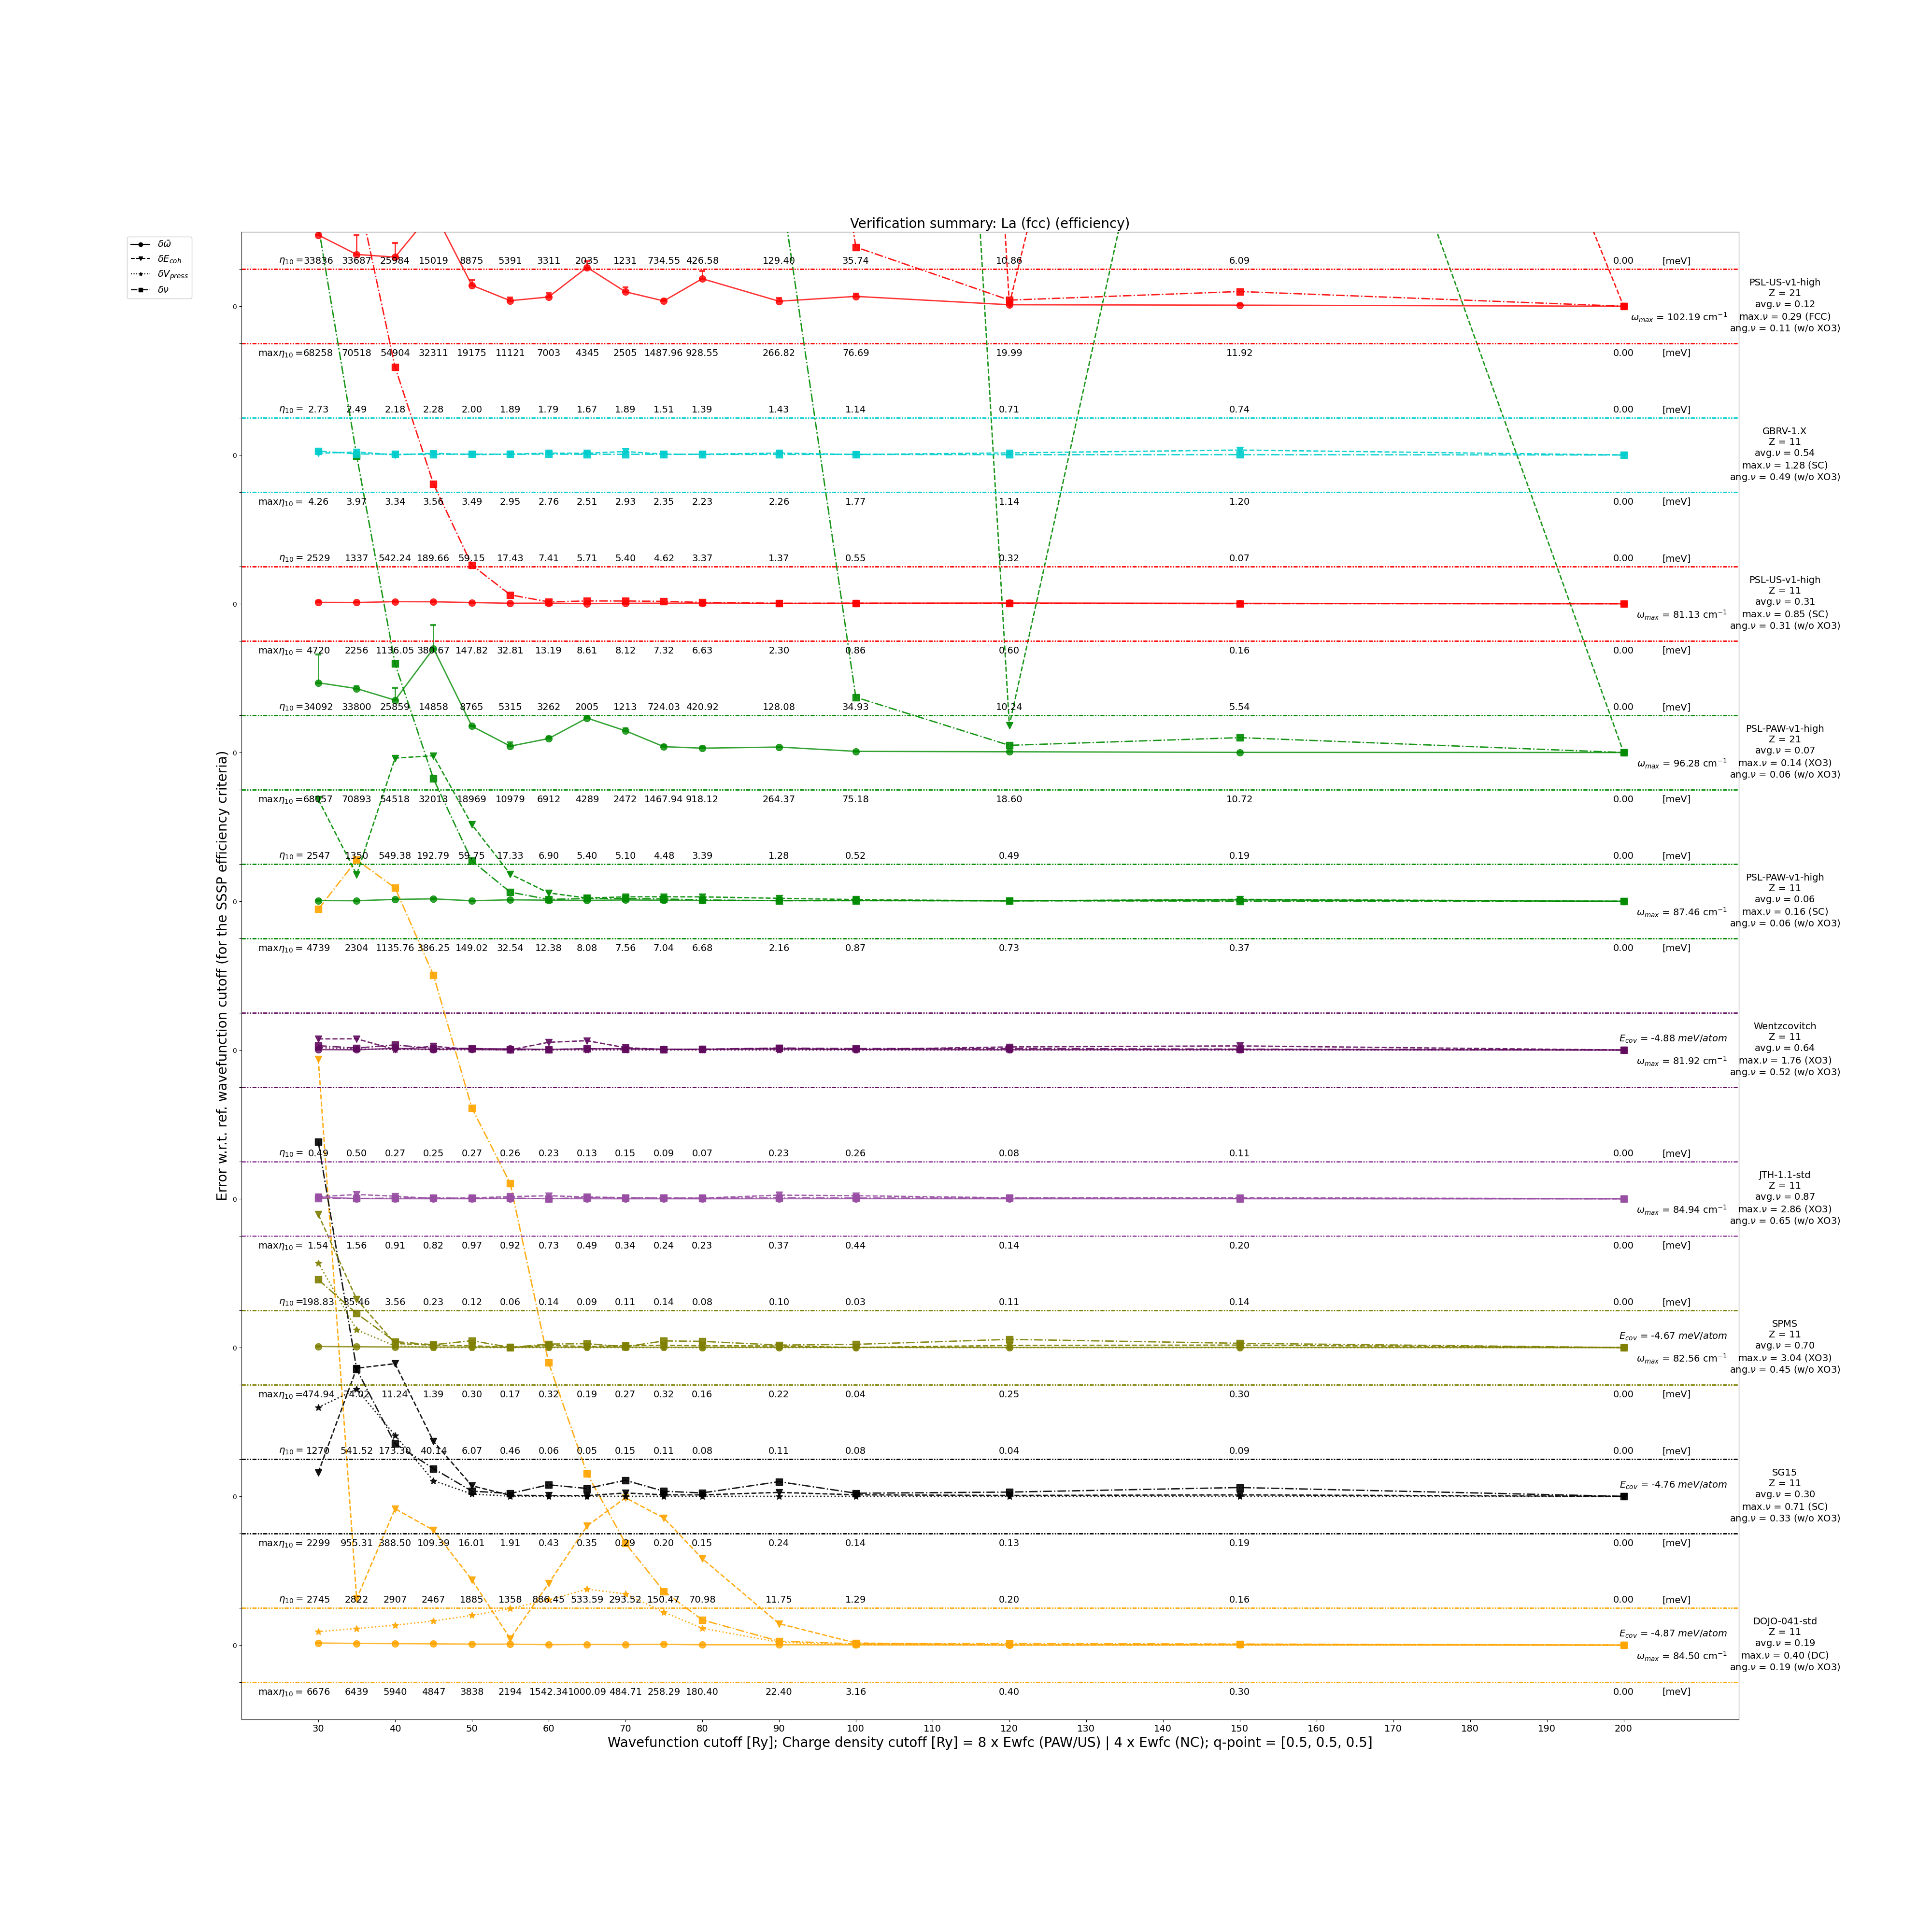 Verification summary: La (fcc) (efficiency)
δω̄
δE_coh
δV_press
δν
η₁₀ = 33836 33687 25984 15019 8875 5391 3311 2035 1231 734.55 426.58 129.40 35.74 10.86 6.09 0.00 [meV]
PSL-US-v1-high
Z = 21
avg.ν = 0.12
max.ν = 0.29 (FCC)
ang.ν = 0.11 (w/o XO3)
0
ω_max = 102.19 cm⁻¹
maxη₁₀ = 68258 70518 54904 32311 19175 11121 7003 4345 2505 1487.96 928.55 266.82 76.69 19.99 11.92 0.00 [meV]
η₁₀ = 2.73 2.49 2.18 2.28 2.00 1.89 1.79 1.67 1.89 1.51 1.39 1.43 1.14 0.71 0.74 0.00 [meV]
GBRV-1.X
Z = 11
avg.ν = 0.54
max.ν = 1.28 (SC)
ang.ν = 0.49 (w/o XO3)
0
maxη₁₀ = 4.26 3.97 3.34 3.56 3.49 2.95 2.76 2.51 2.93 2.35 2.23 2.26 1.77 1.14 1.20 0.00 [meV]
η₁₀ = 2529 1337 542.24 189.66 59.15 17.43 7.41 5.71 5.40 4.62 3.37 1.37 0.55 0.32 0.07 0.00 [meV]
PSL-US-v1-high
Z = 11
avg.ν = 0.31
max.ν = 0.85 (SC)
ang.ν = 0.31 (w/o XO3)
0
ω_max = 81.13 cm⁻¹
maxη₁₀ = 4720 2256 1136.05 147.82 32.81 13.19 8.61 8.12 7.32 6.63 2.30 0.86 0.60 0.16 0.00 [meV]
η₁₀ = 34092 33800 25859 14858 8765 5315 3262 2005 1213 724.03 420.92 128.08 34.93 10.24 5.54 0.00 [meV]
PSL-PAW-v1-high
Z = 21
avg.ν = 0.07
max.ν = 0.14 (XO3)
ang.ν = 0.06 (w/o XO3)
0
ω_max = 96.28 cm⁻¹
maxη₁₀ = 70893 54518 32013 18969 10979 6912 4289 2472 1467.94 918.12 264.37 75.18 18.60 10.72 0.00 [meV]
η₁₀ = 2547 1350 549.38 192.79 59.75 17.33 6.90 5.40 5.10 4.48 3.39 1.28 0.52 0.49 0.19 0.00 [meV]
PSL-PAW-v1-high
Z = 11
avg.ν = 0.06
max.ν = 0.16 (SC)
ang.ν = 0.06 (w/o XO3)
0
ω_max = 87.46 cm⁻¹
maxη₁₀ = 4739 2304 1135.76 386.25 149.02 32.54 12.38 8.08 7.56 7.04 6.68 2.16 0.87 0.73 0.37 0.00 [meV]
Wentzcovitch
Z = 11
avg.ν = 0.64
max.ν = 1.76 (XO3)
ang.ν = 0.52 (w/o XO3)
E_cov = -4.88 meV/atom
0
ω_max = 81.92 cm⁻¹
η₁₀ = 0.49 0.50 0.27 0.25 0.27 0.26 0.23 0.13 0.15 0.09 0.07 0.23 0.26 0.08 0.11 0.00 [meV]
JTH-1.1-std
Z = 11
avg.ν = 0.87
max.ν = 2.86 (XO3)
ang.ν = 0.65 (w/o XO3)
0
ω_max = 84.94 cm⁻¹
maxη₁₀ = 1.54 1.56 0.91 0.82 0.97 0.92 0.73 0.49 0.34 0.24 0.23 0.37 0.44 0.14 0.20 0.00 [meV]
η₁₀ = 198.83 35.46 3.56 0.23 0.12 0.06 0.14 0.09 0.11 0.14 0.08 0.10 0.03 0.11 0.14 0.00 [meV]
SPMS
Z = 11
avg.ν = 0.70
max.ν = 3.04 (XO3)
ang.ν = 0.45 (w/o XO3)
E_cov = -4.67 meV/atom
0
ω_max = 82.56 cm⁻¹
maxη₁₀ = 474.94 74.02 11.24 1.39 0.30 0.17 0.32 0.19 0.27 0.32 0.16 0.22 0.04 0.25 0.30 0.00 [meV]
η₁₀ = 1270 541.52 173.30 40.14 6.07 0.46 0.06 0.05 0.15 0.11 0.08 0.11 0.08 0.04 0.09 0.00 [meV]
SG15
Z = 11
avg.ν = 0.30
max.ν = 0.71 (SC)
ang.ν = 0.33 (w/o XO3)
E_cov = -4.76 meV/atom
0
maxη₁₀ = 2299 955.31 388.50 109.39 16.01 1.91 0.43 0.35 0.29 0.20 0.15 0.24 0.14 0.13 0.19 0.00 [meV]
η₁₀ = 2745 2822 2907 2467 1885 1358 886.45 533.59 293.52 150.47 70.98 11.75 1.29 0.20 0.16 0.00 [meV]
DOJO-041-std
Z = 11
avg.ν = 0.19
max.ν = 0.40 (DC)
ang.ν = 0.19 (w/o XO3)
E_cov = -4.87 meV/atom
0
ω_max = 84.50 cm⁻¹
maxη₁₀ = 6676 6439 5940 4847 3838 2194 1542.34 1000.09 484.71 258.29 180.40 22.40 3.16 0.40 0.30 0.00 [meV]
30 40 50 60 70 80 90 100 110 120 130 140 150 160 170 180 190 200
Wavefunction cutoff [Ry]; Charge density cutoff [Ry] = 8 x Ewfc (PAW/US) | 4 x Ewfc (NC); q-point = [0.5, 0.5, 0.5]
Error w.r.t. ref. wavefunction cutoff (for the SSSP efficiency criteria)